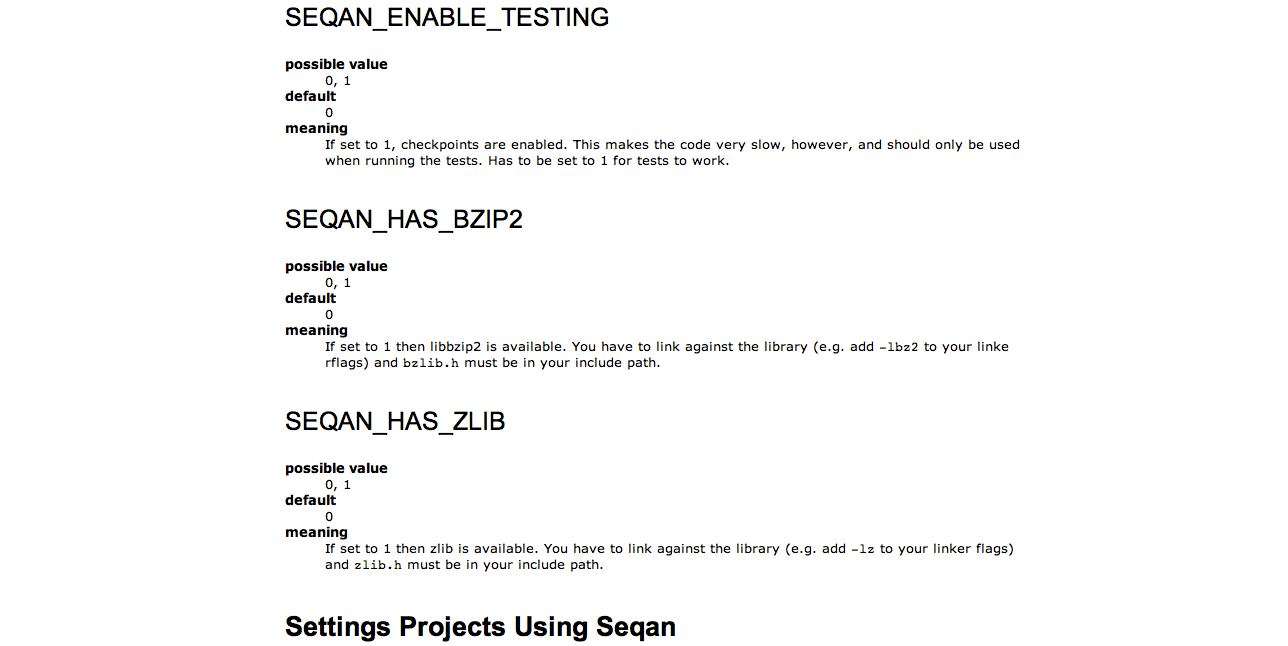 SEQAN_ENABLE_TESTING
possible value
0, 1
default
0
meaning
If set to 1, checkpoints are enabled. This makes the code very slow, however, and should only be used
when running the tests. Has to be set to 1 for tests to work.
SEQAN_HAS_BZIP2
possible value
0, 1
default
0
meaning
If set to 1 then libbzip2 is available. You have to link against the library (e.g. add -lbz2 to your linke
rflags) and bzlib.h must be in your include path.
SEQAN_HAS_ZLIB
possible value
0, 1
default
0
meaning
If set to 1 then zlib is available. You have to link against the library (e.g. add -lz to your linker flags)
and zlib.h must be in your include path.
Settings Projects Using Seqan